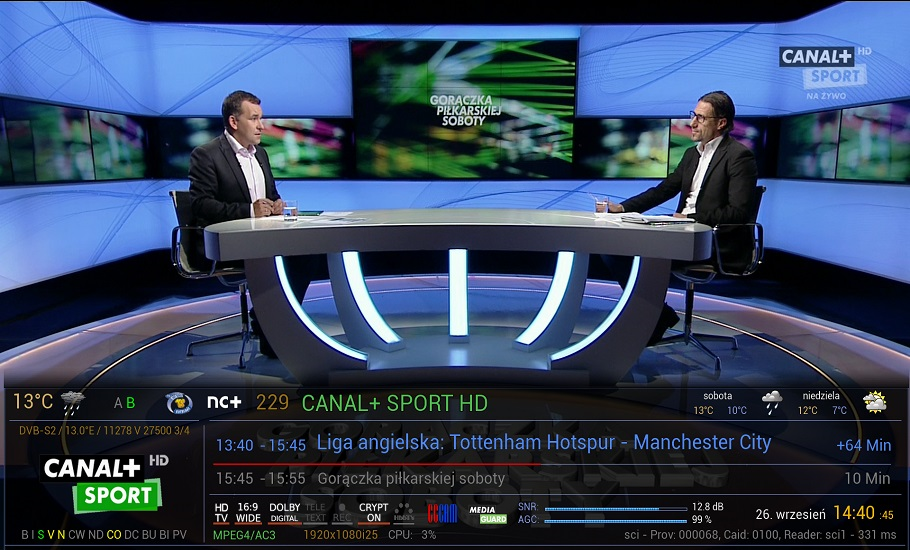 CANAL+ HD
SPORT
NA ŻYWO
GORĄCZKA
PIŁKARSKIEJ
SOBOTY
13°C
A B
nc+
229 CANAL+ SPORT HD
sobota
13°C 10°C
niedziela
12°C 7°C
DVB-S2 / 13.0°E / 11278 V 27500 3/4
CANAL+ HD
SPORT
13:40 - 15:45 Liga angielska: Tottenham Hotspur - Manchester City +64 Min
15:45 - 15:55 Gorączka piłkarskiej soboty 10 Min
HD TV
16:9 WIDE
DOLBY DIGITAL
TELE TEXT
REC
CRYPT ON
MEDIA GUARD
SNR: 12.8 dB
AGC: 99 %
26. wrzesień 14:40 :45
B I S V N CW ND CO DC BU BI PV
MPEG4/AC3 1920x1080i25 CPU: 3% sci - Prov: 000068, Caid: 0100, Reader: sci1 - 331 ms